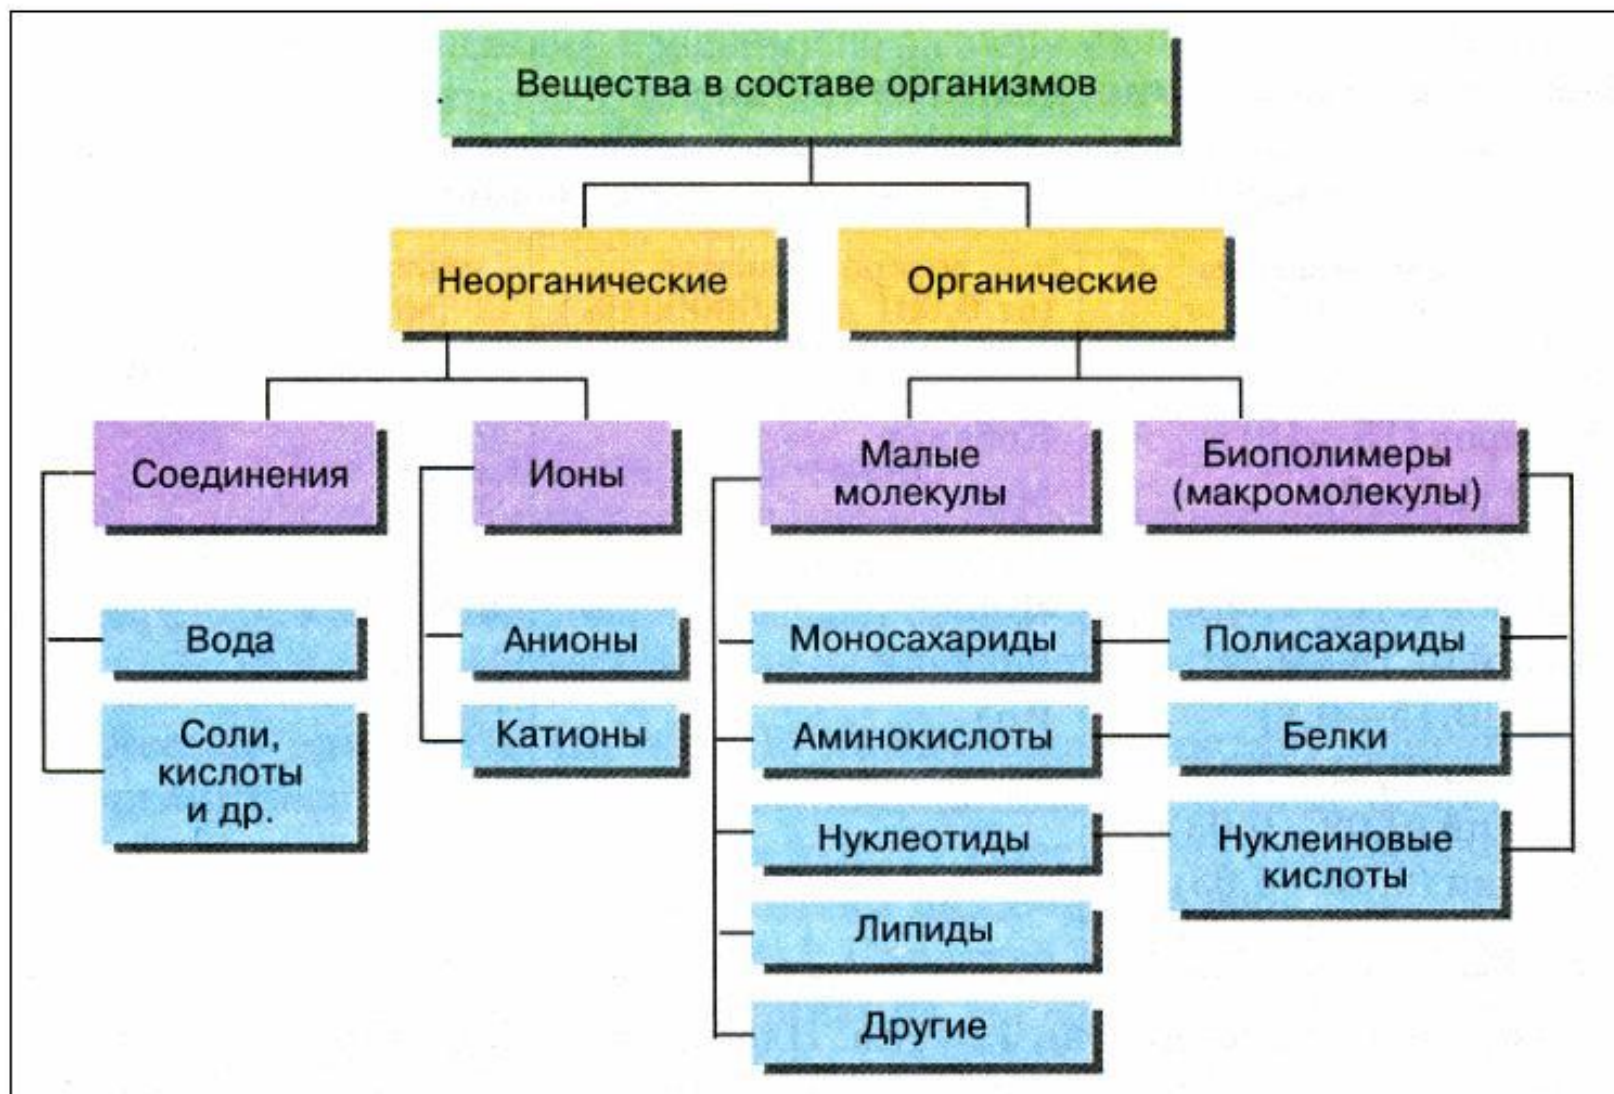 Вещества в составе организмов
Неорганические
Органические
Соединения
Ионы
Малые
молекулы
Биополимеры
(макромолекулы)
Вода
Анионы
Моносахариды
Полисахариды
Соли,
кислоты
и др.
Катионы
Аминокислоты
Белки
Нуклеотиды
Нуклеиновые
кислоты
Липиды
Другие